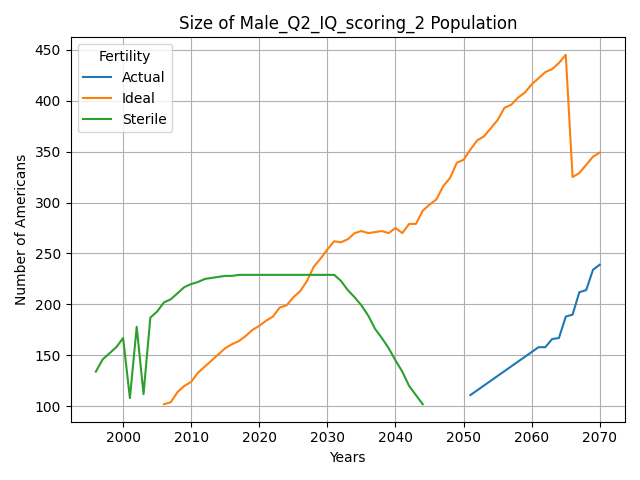 Size of Male_Q2_IQ_scoring_2 Population
Fertility
Actual
Ideal
Sterile
Number of Americans
450
400
350
300
250
200
150
100
2000
2010
2020
2030
2040
2050
2060
2070
Years